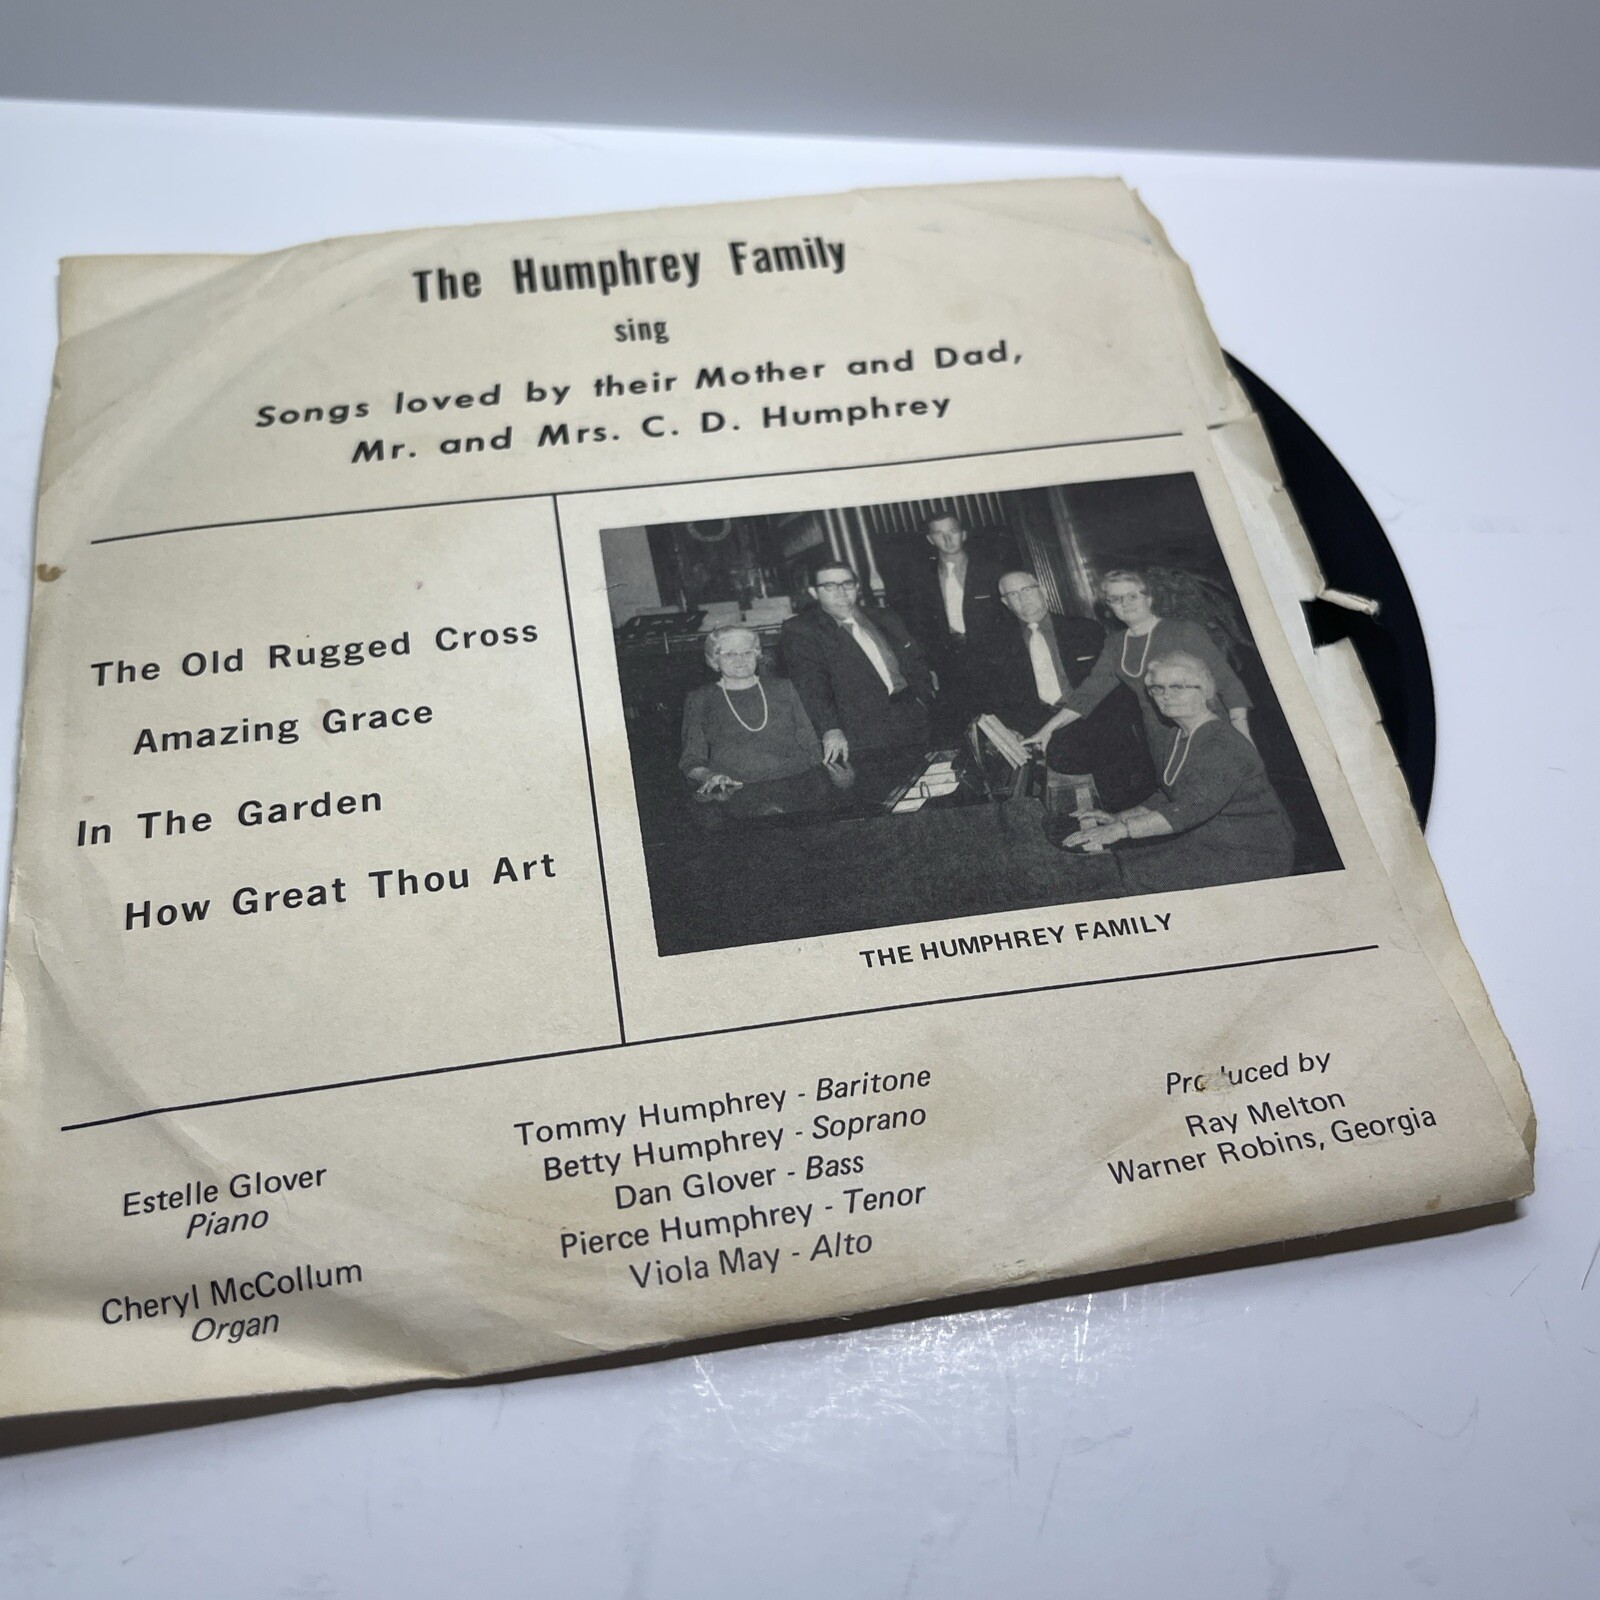 The Humphrey Family
sing
Songs loved by their Mother and Dad,
Mr. and Mrs. C. D. Humphrey
The Old Rugged Cross
Amazing Grace
In The Garden
How Great Thou Art
THE HUMPHREY FAMILY
Estelle Glover
Piano
Cheryl McCollum
Organ
Tommy Humphrey - Baritone
Betty Humphrey - Soprano
Dan Glover - Bass
Pierce Humphrey - Tenor
Viola May - Alto
Produced by
Ray Melton
Warner Robins, Georgia